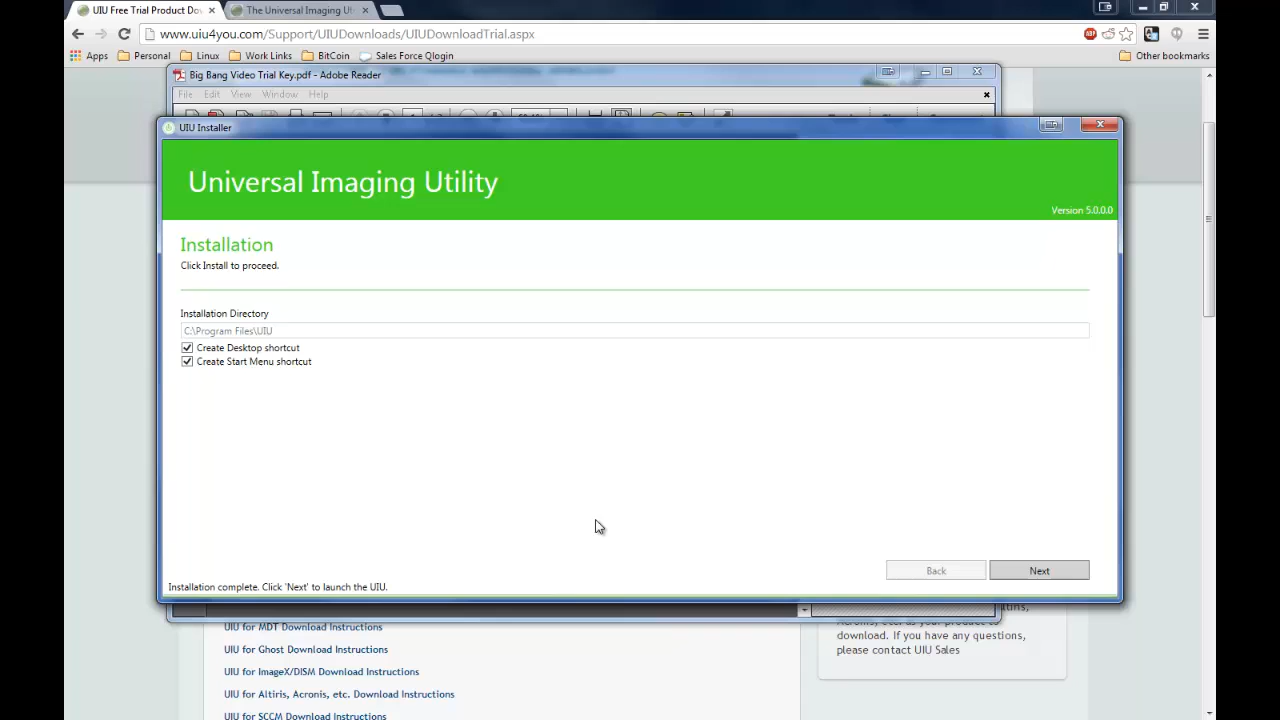 UIU Free Trial Product Do
The Universal Imaging Ut
www.uiu4you.com/Support/UIUDownloads/UIUDownloadTrial.aspx
Apps Personal Linux Work Links BitCoin Sales Force Qlogin Other bookmarks
Big Bang Video Trial Key.pdf - Adobe Reader
File Edit View Window Help
UIU Installer
Universal Imaging Utility
Version 5.0.0.0
Installation
Click Install to proceed.
Installation Directory
C:\Program Files\UIU
Create Desktop shortcut
Create Start Menu shortcut
Back Next
Installation complete. Click 'Next' to launch the UIU.
UIU for MDT Download Instructions
UIU for Ghost Download Instructions
UIU for ImageX/DISM Download Instructions
UIU for Altiris, Acronis, etc. Download Instructions
UIU for SCCM Download Instructions
product to
download. If you have any questions,
please contact UIU Sales